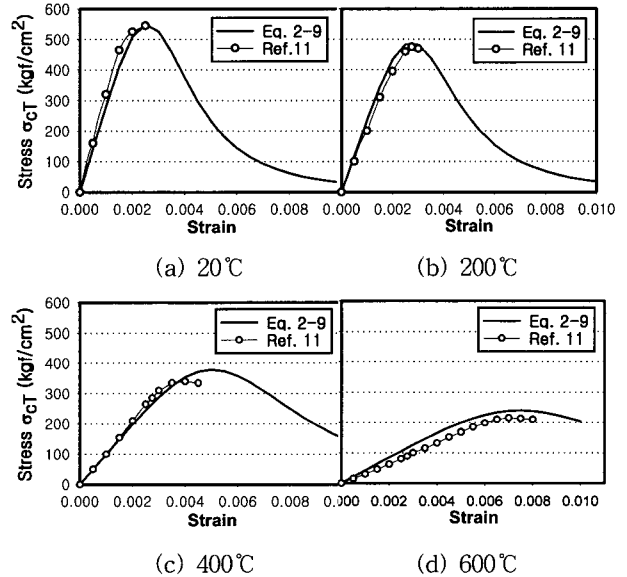 600
500
400
300
200
100
0
Stress σCT (kgf/cm²)
Eq. 2-9
Ref.11
0.000 0.002 0.004 0.006 0.008 0.0
Strain
(a) 20℃
Eq. 2-9
Ref. 11
0.000 0.002 0.004 0.006 0.008 0.010
Strain
(b) 200℃
600
500
400
300
200
100
0
Stress σCT (kgf/cm²)
Eq. 2-9
Ref. 11
0.000 0.002 0.004 0.006 0.008 0.0
Strain
(c) 400℃
Eq. 2-9
Ref. 11
0.000 0.002 0.004 0.006 0.008 0.010
Strain
(d) 600℃